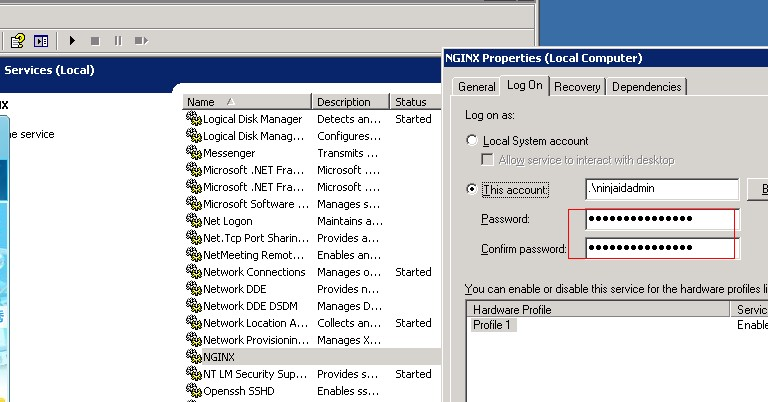 Services (Local)
NX
he service
Name Description Status
Logical Disk Manager Detects an... Started
Logical Disk Manag... Configures...
Messenger Transmits ...
Microsoft .NET Fra... Microsoft ....
Microsoft .NET Fra... Microsoft ....
Microsoft Software ... Manages s...
Net Logon Maintains a...
Net.Tcp Port Sharin... Provides a...
NetMeeting Remot... Enables an...
Network Connections Manages o... Started
Network DDE Provides n...
Network DDE DSDM Manages D...
Network Location A... Collects an... Started
Network Provisionin... Manages X...
NGINX
NT LM Security Sup... Provides s... Started
Openssh SSHD Enables ss...
NGINX Properties (Local Computer)
General Log On Recovery Dependencies
Log on as:
Local System account
Allow service to interact with desktop
This account: .\ninjaidadmin B
Password: ●●●●●●●●●●●●●●●
Confirm password: ●●●●●●●●●●●●●●●
You can enable or disable this service for the hardware profiles li
Hardware Profile Servic
Profile 1 Enable